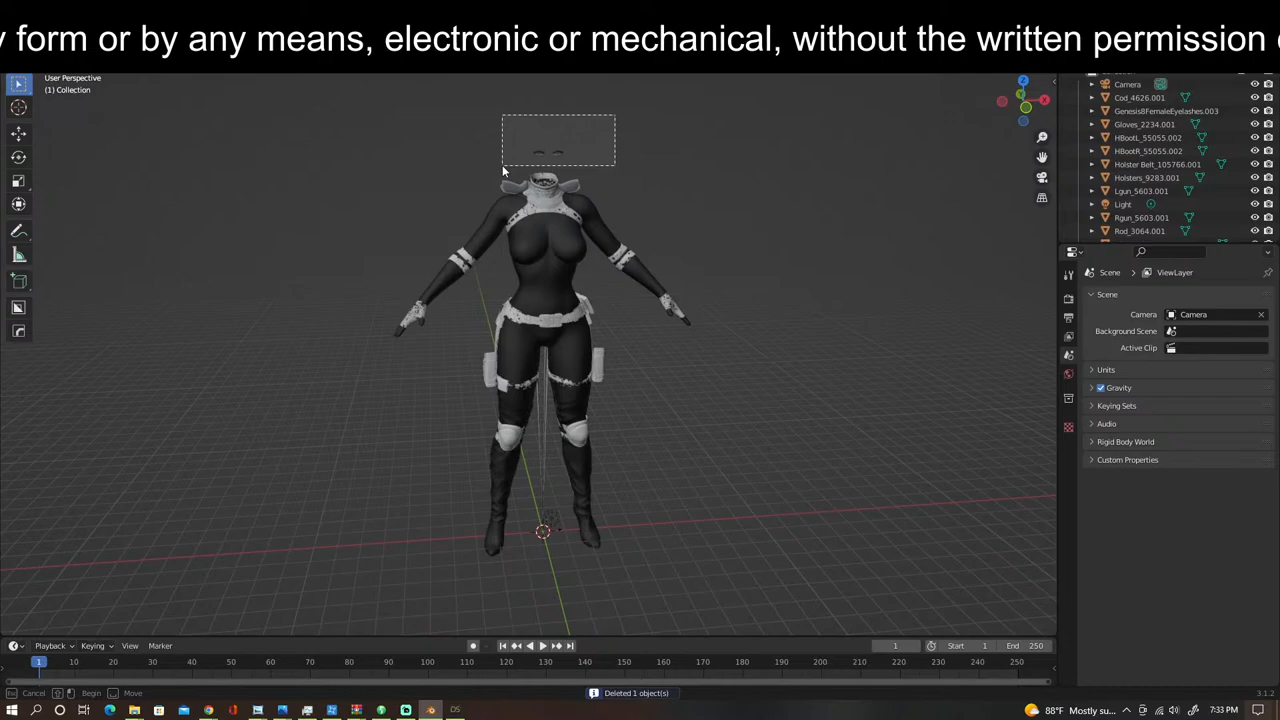 y form or by any means, electronic or mechanical, without the written permission
User Perspective
(1) Collection
Camera
Cod_4626.001
Genesis8FemaleEyelashes.003
Gloves_2234.001
HBootL_55055.002
HBootR_55055.002
Holster Belt_105766.001
Holsters_9283.001
Lgun_5603.001
Light
Rgun_5603.001
Rod_3064.001
Scene
ViewLayer
Scene
Camera
Camera
Background Scene
Active Clip
Units
Gravity
Keying Sets
Audio
Rigid Body World
Custom Properties
Playback
Keying
View
Marker
1
Start 1
End 250
1 10 20 30 40 50 60 70 80 90 100 110 120 130 140 150 160 170 180 190 200 210 220 230 240 250
Cancel
Begin
Move
Deleted 1 object(s)
3.1.2
DS
88°F Mostly su...
7:33 PM